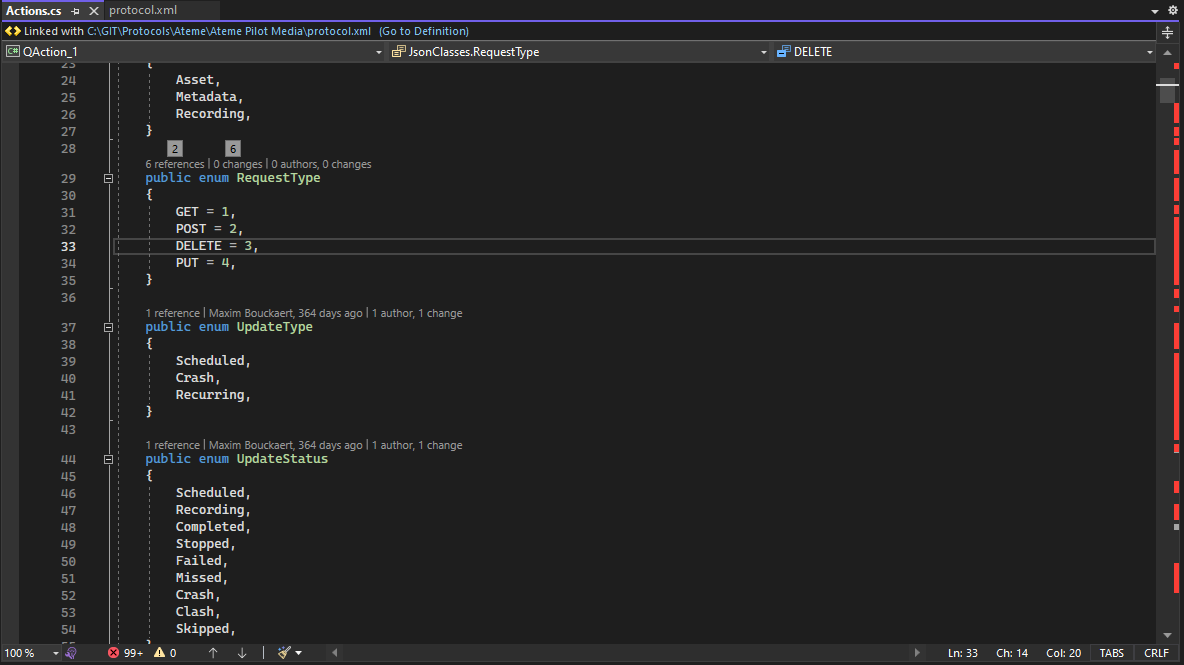 Actions.cs protocol.xml
Linked with C:\GIT\Protocols\Ateme\Ateme Pilot Media\protocol.xml (Go to Definition)
C# QAction_1 JsonClasses.RequestType DELETE
23 {
24 Asset,
25 Metadata,
26 Recording,
27 }
28 2 6
6 references | 0 changes | 0 authors, 0 changes
29 public enum RequestType
30 {
31 GET = 1,
32 POST = 2,
33 DELETE = 3,
34 PUT = 4,
35 }
36
1 reference | Maxim Bouckaert, 364 days ago | 1 author, 1 change
37 public enum UpdateType
38 {
39 Scheduled,
40 Crash,
41 Recurring,
42 }
43
1 reference | Maxim Bouckaert, 364 days ago | 1 author, 1 change
44 public enum UpdateStatus
45 {
46 Scheduled,
47 Recording,
48 Completed,
49 Stopped,
50 Failed,
51 Missed,
52 Crash,
53 Clash,
54 Skipped,
100 % 99+ 0 Ln: 33 Ch: 14 Col: 20 TABS CRLF